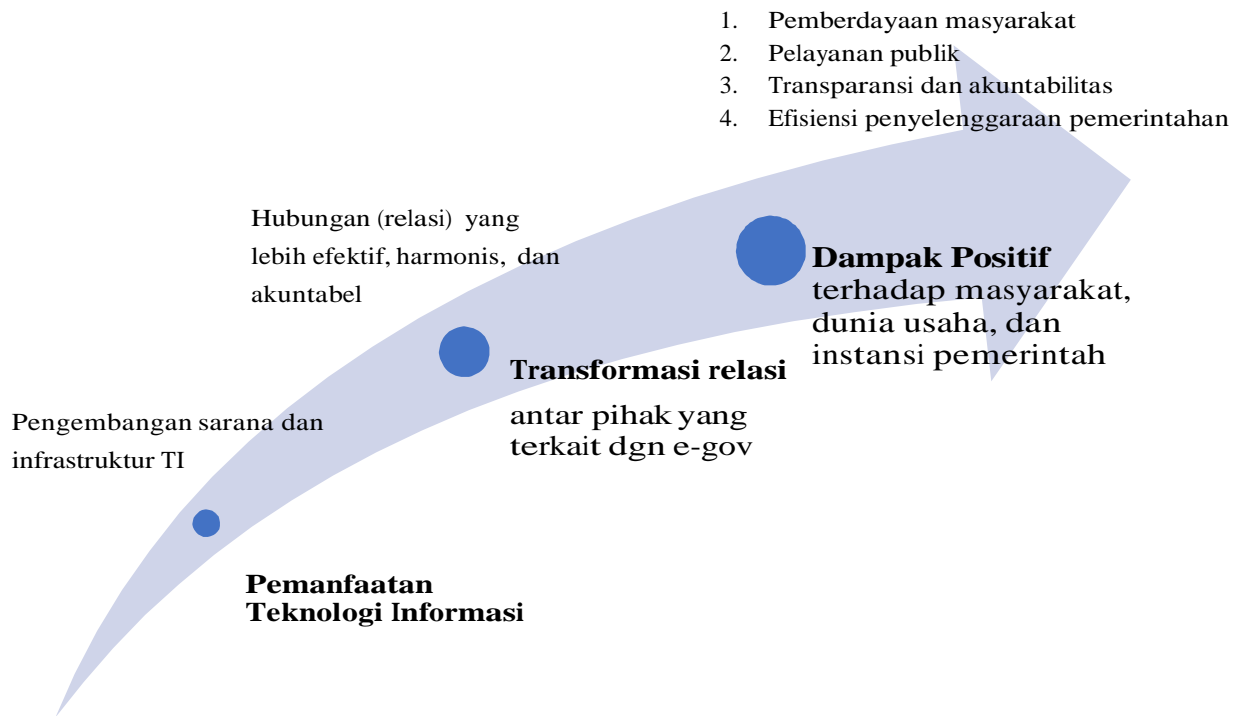 1. Pemberdayaan masyarakat
2. Pelayanan publik
3. Transparansi dan akuntabilitas
4. Efisiensi penyelenggaraan pemerintahan
Hubungan (relasi) yang
lebih efektif, harmonis, dan
akuntabel
Dampak Positif
terhadap masyarakat,
dunia usaha, dan
instansi pemerintah
Transformasi relasi
antar pihak yang
terkait dgn e-gov
Pengembangan sarana dan
infrastruktur TI
Pemanfaatan
Teknologi Informasi